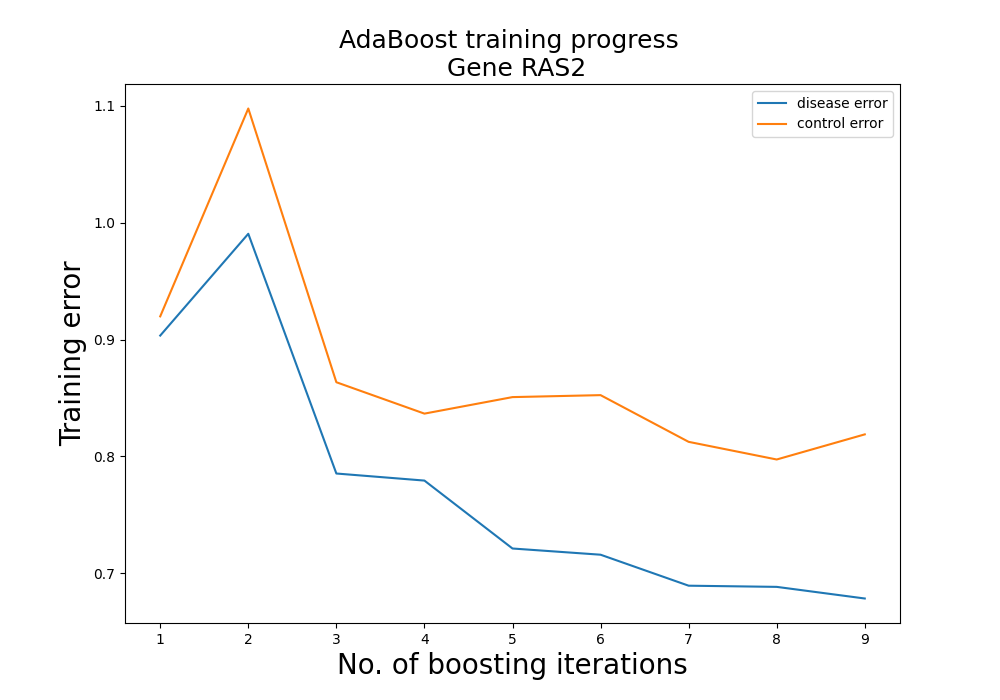 AdaBoost training progress
Gene RAS2
disease error
control error
1.1
1.0
0.9
0.8
0.7
Training error
1 2 3 4 5 6 7 8 9
No. of boosting iterations